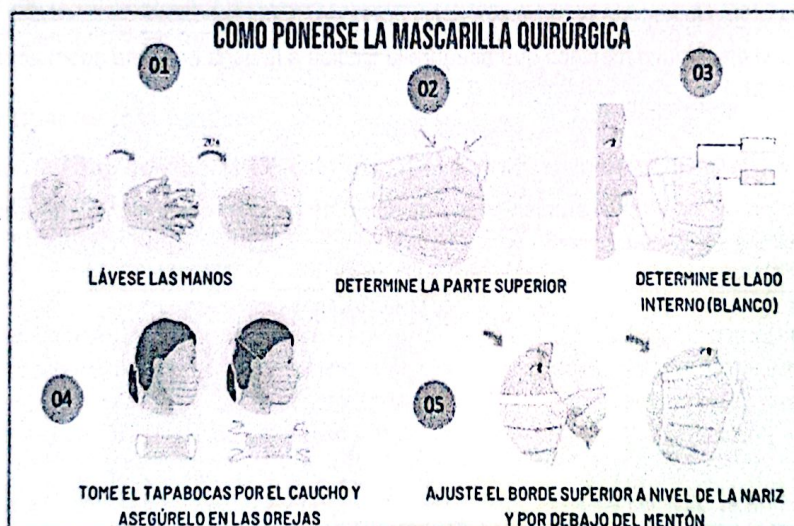 COMO PONERSE LA MASCARILLA QUIRÚRGICA
01
LÁVESE LAS MANOS
02
DETERMINE LA PARTE SUPERIOR
03
DETERMINE EL LADO
INTERNO (BLANCO)
04
TOME EL TAPABOCAS POR EL CAUCHO Y
ASEGÚRELO EN LAS OREJAS
05
AJUSTE EL BORDE SUPERIOR A NIVEL DE LA NARIZ
Y POR DEBAJO DEL MENTÓN